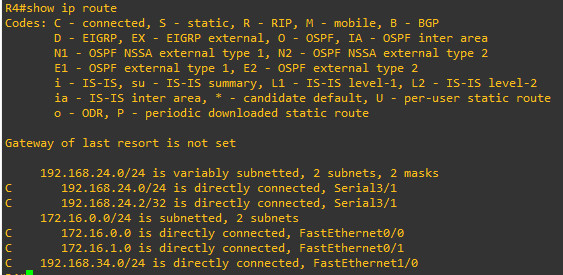 R4#show ip route
Codes: C - connected, S - static, R - RIP, M - mobile, B - BGP
       D - EIGRP, EX - EIGRP external, O - OSPF, IA - OSPF inter area
       N1 - OSPF NSSA external type 1, N2 - OSPF NSSA external type 2
       E1 - OSPF external type 1, E2 - OSPF external type 2
       i - IS-IS, su - IS-IS summary, L1 - IS-IS level-1, L2 - IS-IS level-2
       ia - IS-IS inter area, * - candidate default, U - per-user static route
       o - ODR, P - periodic downloaded static route
Gateway of last resort is not set
     192.168.24.0/24 is variably subnetted, 2 subnets, 2 masks
C       192.168.24.0/24 is directly connected, Serial3/1
C       192.168.24.2/32 is directly connected, Serial3/1
     172.16.0.0/24 is subnetted, 2 subnets
C       172.16.0.0 is directly connected, FastEthernet0/0
C       172.16.1.0 is directly connected, FastEthernet0/1
C    192.168.34.0/24 is directly connected, FastEthernet1/0